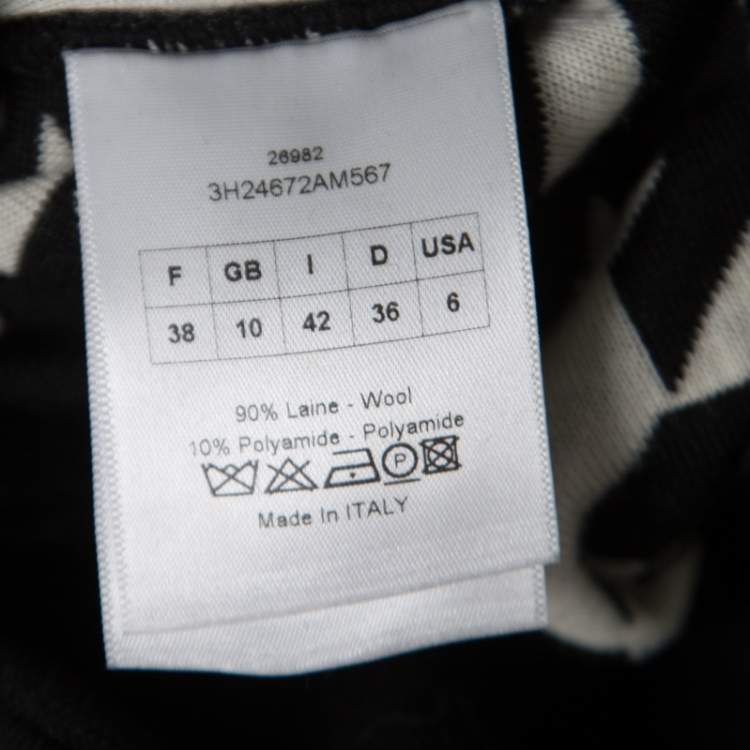 26982
3H24672AM567
F GB I D USA
38 10 42 36 6
90% Laine - Wool
10% Polyamide - Polyamide
P
Made In ITALY